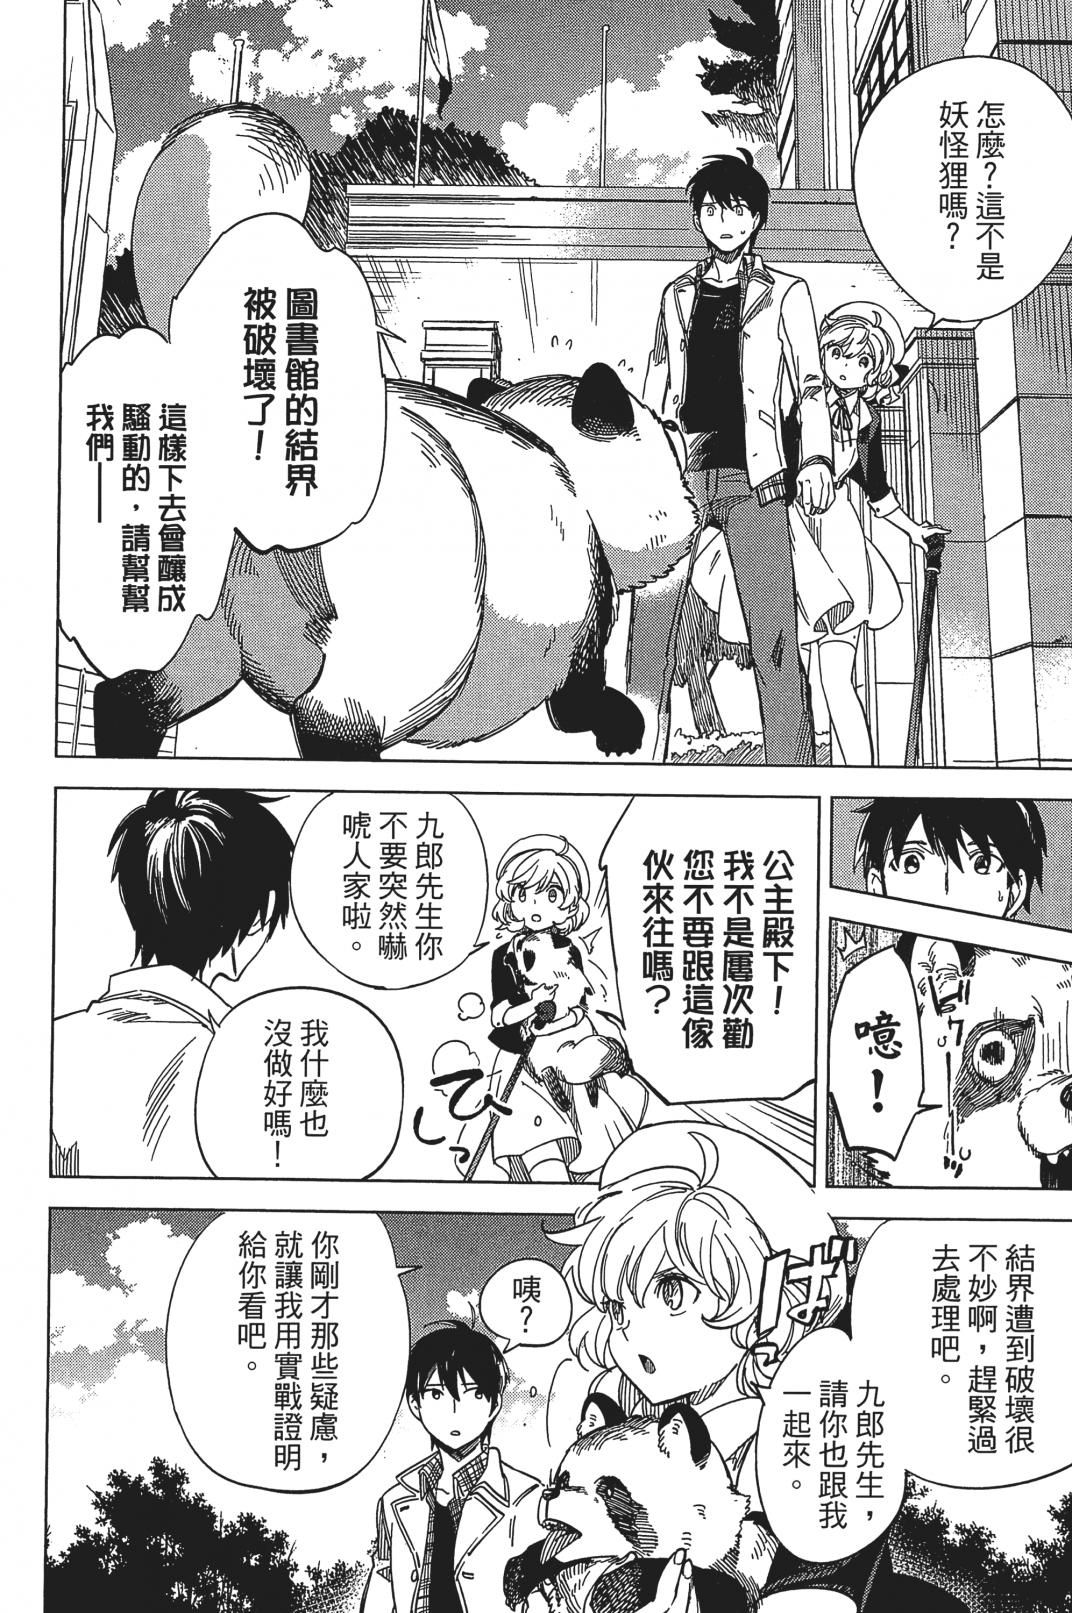 怎麼？這不是
妖怪狸嗎？
圖書館的結界
被破壞了！
這樣下去會釀成
騷動的，請幫幫
我們——
噫！
公主殿下！
我不是屢次勸
您不要跟這傢
伙來往嗎？
九郎先生你
不要突然嚇
唬人家啦。
ひ
しっ
我什麼也
沒做好嗎！
結界遭到破壞很
不妙啊，趕緊過
去處理吧。
ばっ
九郎先生，
請你也跟我
一起來。
咦？
你剛才那些疑慮，
就讓我用實戰證明
給你看吧。